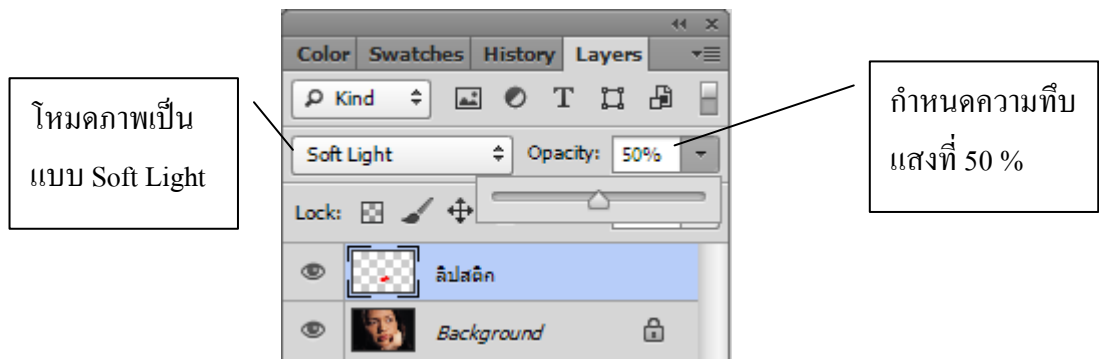 Color Swatches History Layers
Kind
T
โหมดภาพเป็น
แบบ Soft Light
Soft Light Opacity: 50%
กำหนดความทึบ
แสงที่ 50 %
Lock:
ลิปสติก
Background